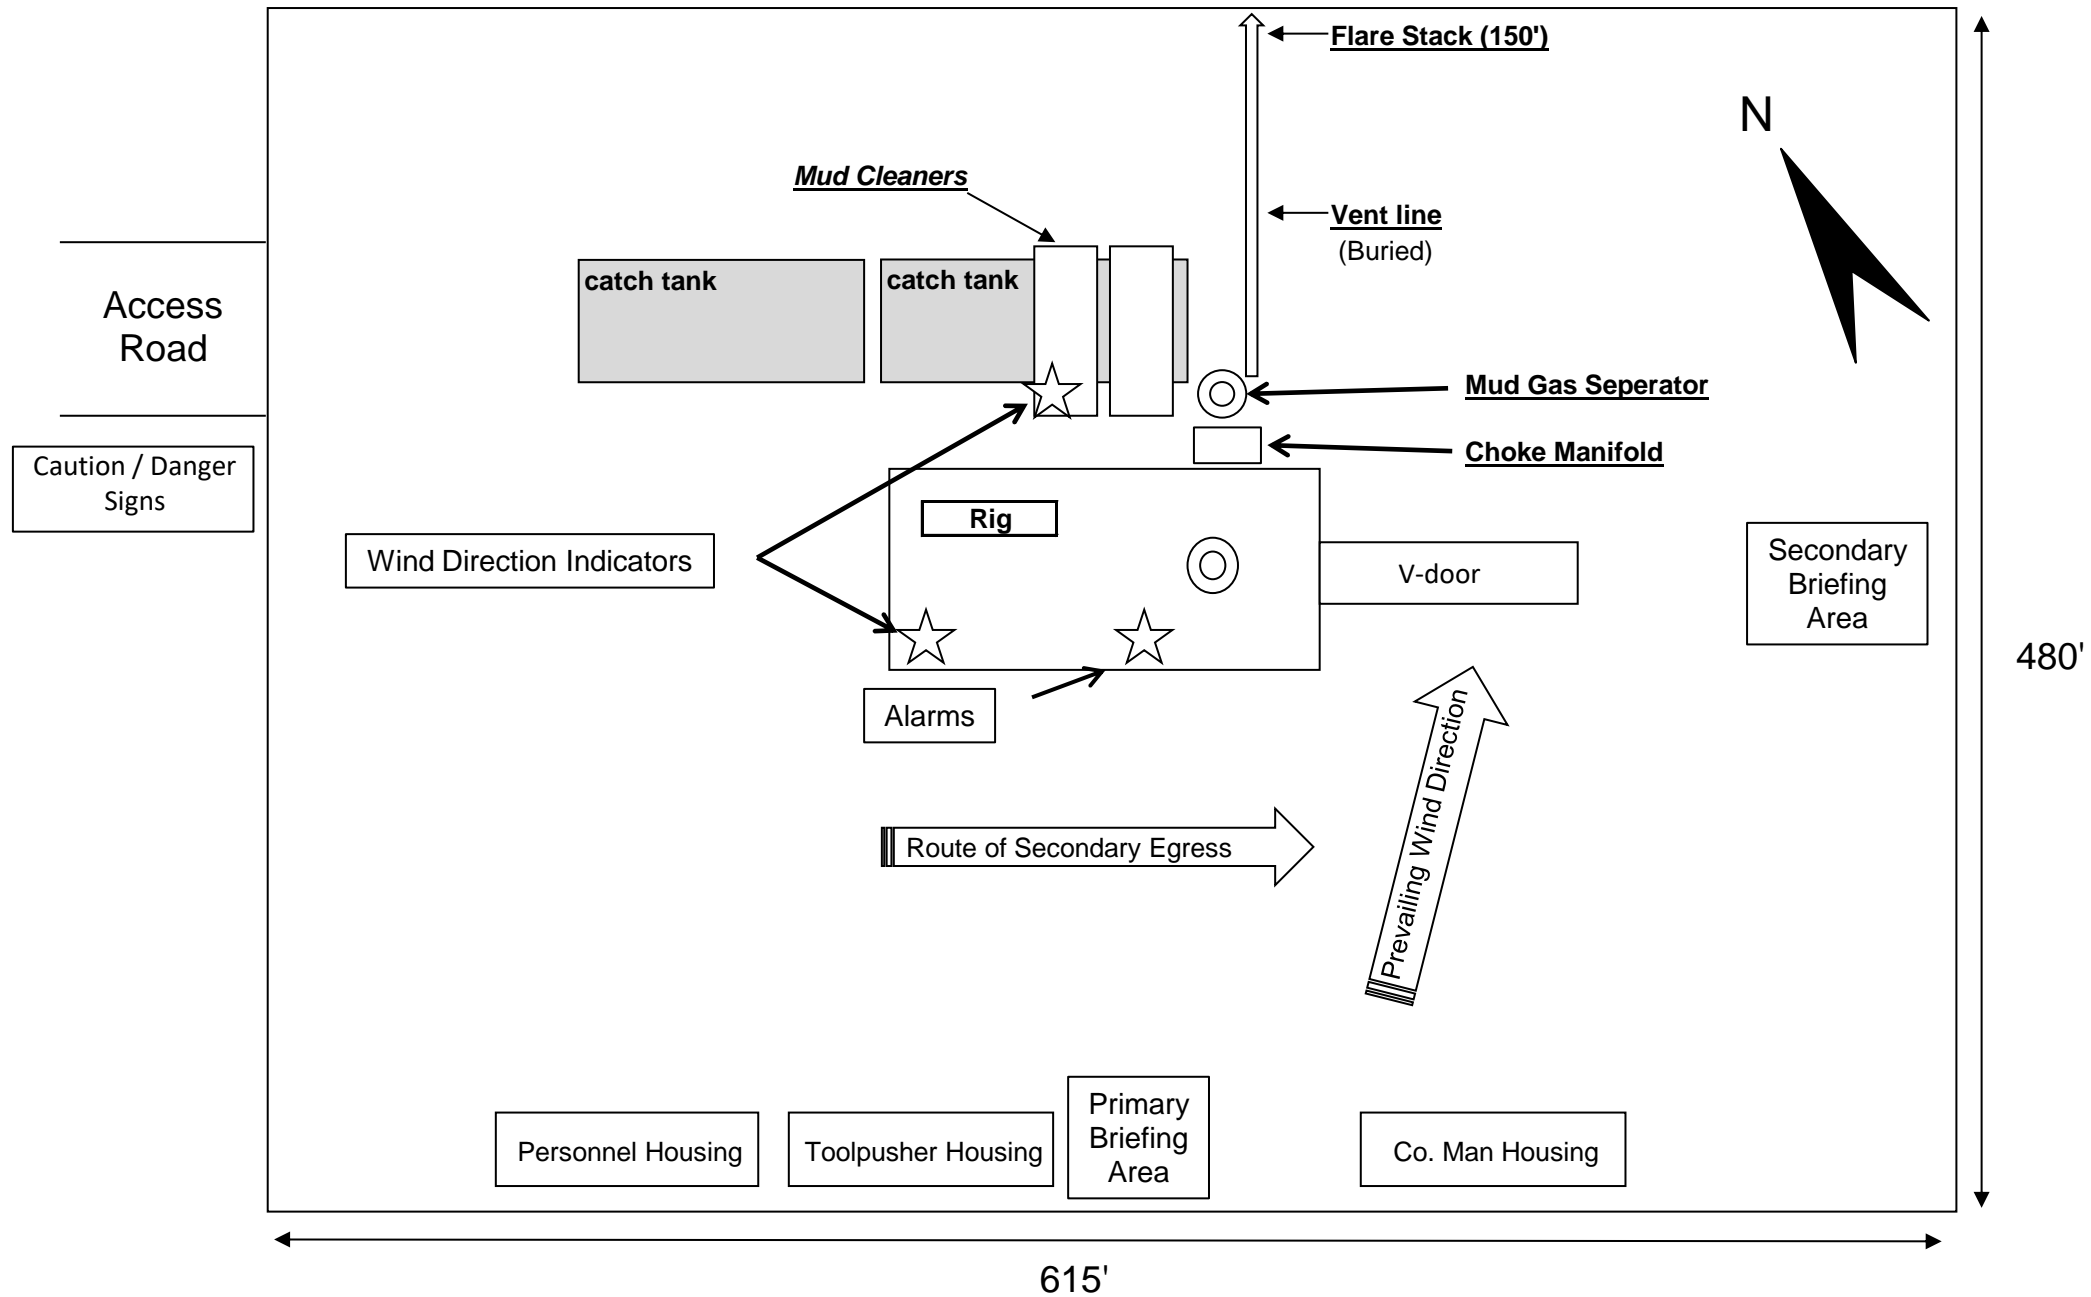 Flare Stack (150')
N
Mud Cleaners
Vent line
(Buried)
catch tank
catch tank
Access
Road
Mud Gas Seperator
Choke Manifold
Caution / Danger
Signs
Rig
Wind Direction Indicators
V-door
Secondary
Briefing
Area
480'
Alarms
Prevailing Wind Direction
Route of Secondary Egress
Personnel Housing
Toolpusher Housing
Primary
Briefing
Area
Co. Man Housing
615'